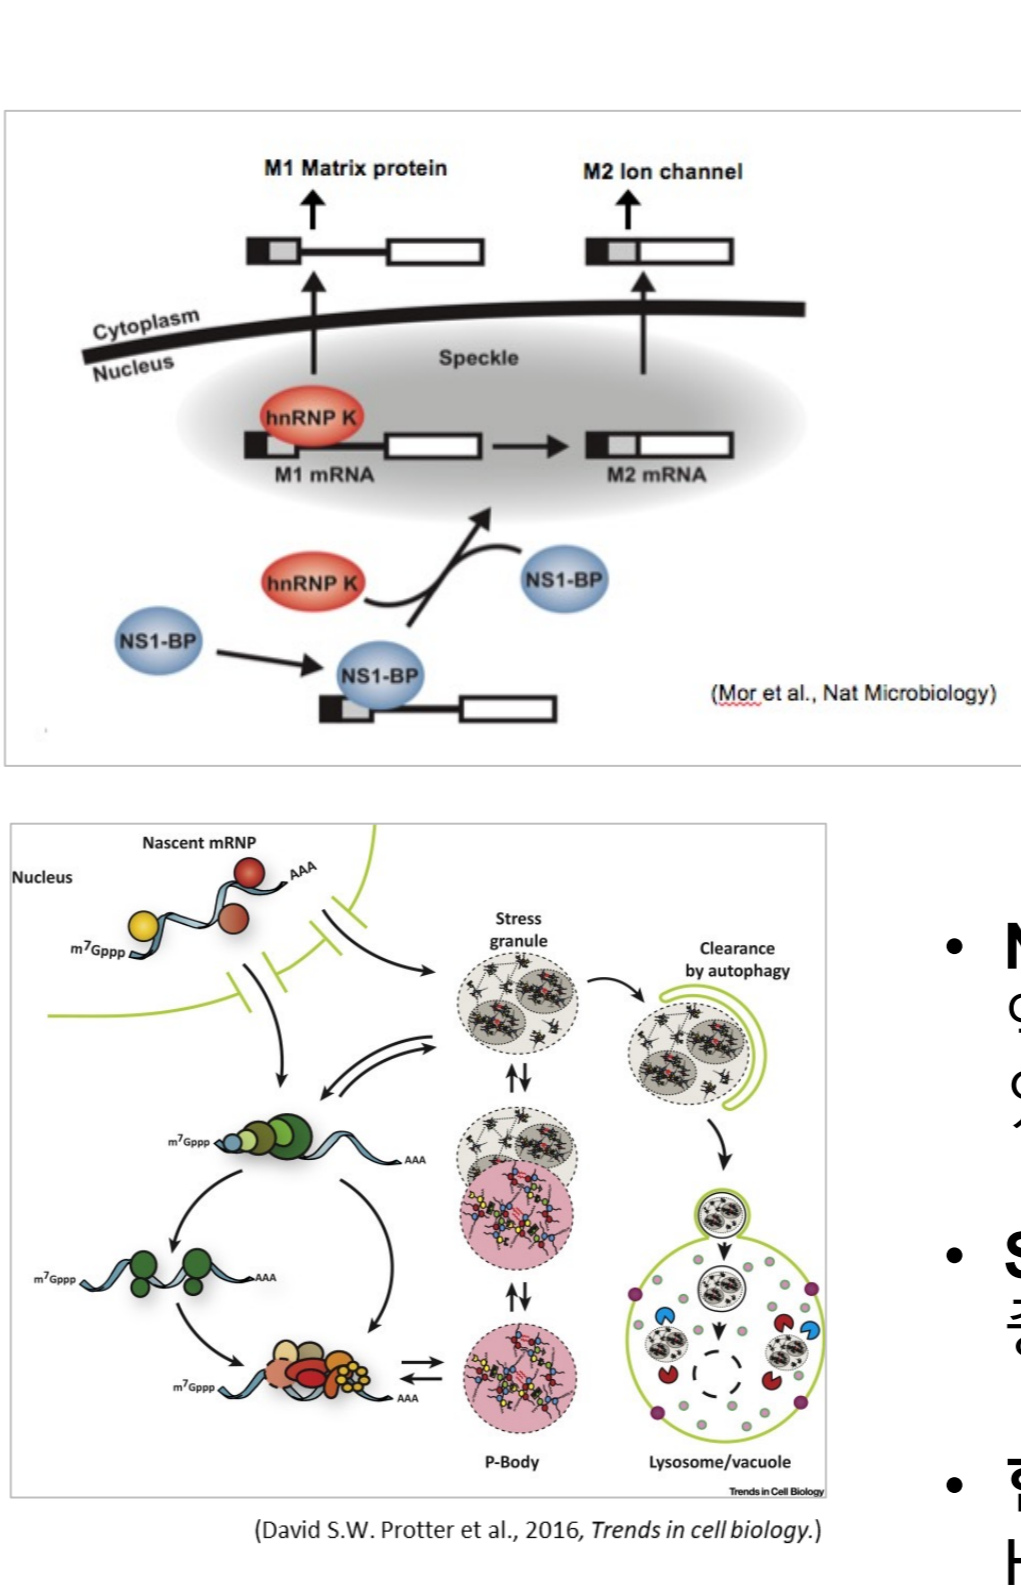 M1 Matrix protein
M2 Ion channel
Cytoplasm
Nucleus
Speckle
hnRNP K
M1 mRNA
M2 mRNA
hnRNP K
NS1-BP
NS1-BP
NS1-BP
(Mor et al., Nat Microbiology)
Nascent mRNP
Nucleus
AAA
m7Gppp
Stress
granule
Clearance
by autophagy
m7Gppp
AAA
m7Gppp
AAA
m7Gppp
AAA
P-Body
Lysosome/vacuole
Trends in Cell Biology
(David S.W. Protter et al., 2016, Trends in cell biology.)